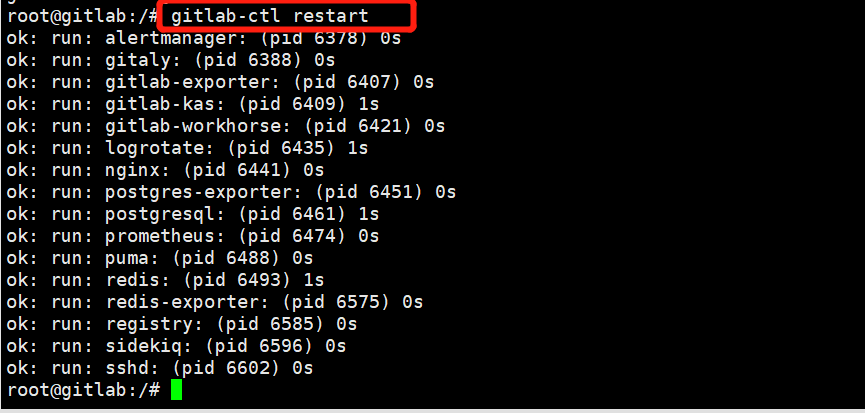 root@gitlab:/# gitlab-ctl restart
ok: run: alertmanager: (pid 6378) 0s
ok: run: gitaly: (pid 6388) 0s
ok: run: gitlab-exporter: (pid 6407) 0s
ok: run: gitlab-kas: (pid 6409) 1s
ok: run: gitlab-workhorse: (pid 6421) 0s
ok: run: logrotate: (pid 6435) 1s
ok: run: nginx: (pid 6441) 0s
ok: run: postgres-exporter: (pid 6451) 0s
ok: run: postgresql: (pid 6461) 1s
ok: run: prometheus: (pid 6474) 0s
ok: run: puma: (pid 6488) 0s
ok: run: redis: (pid 6493) 1s
ok: run: redis-exporter: (pid 6575) 0s
ok: run: registry: (pid 6585) 0s
ok: run: sidekiq: (pid 6596) 0s
ok: run: sshd: (pid 6602) 0s
root@gitlab:/#